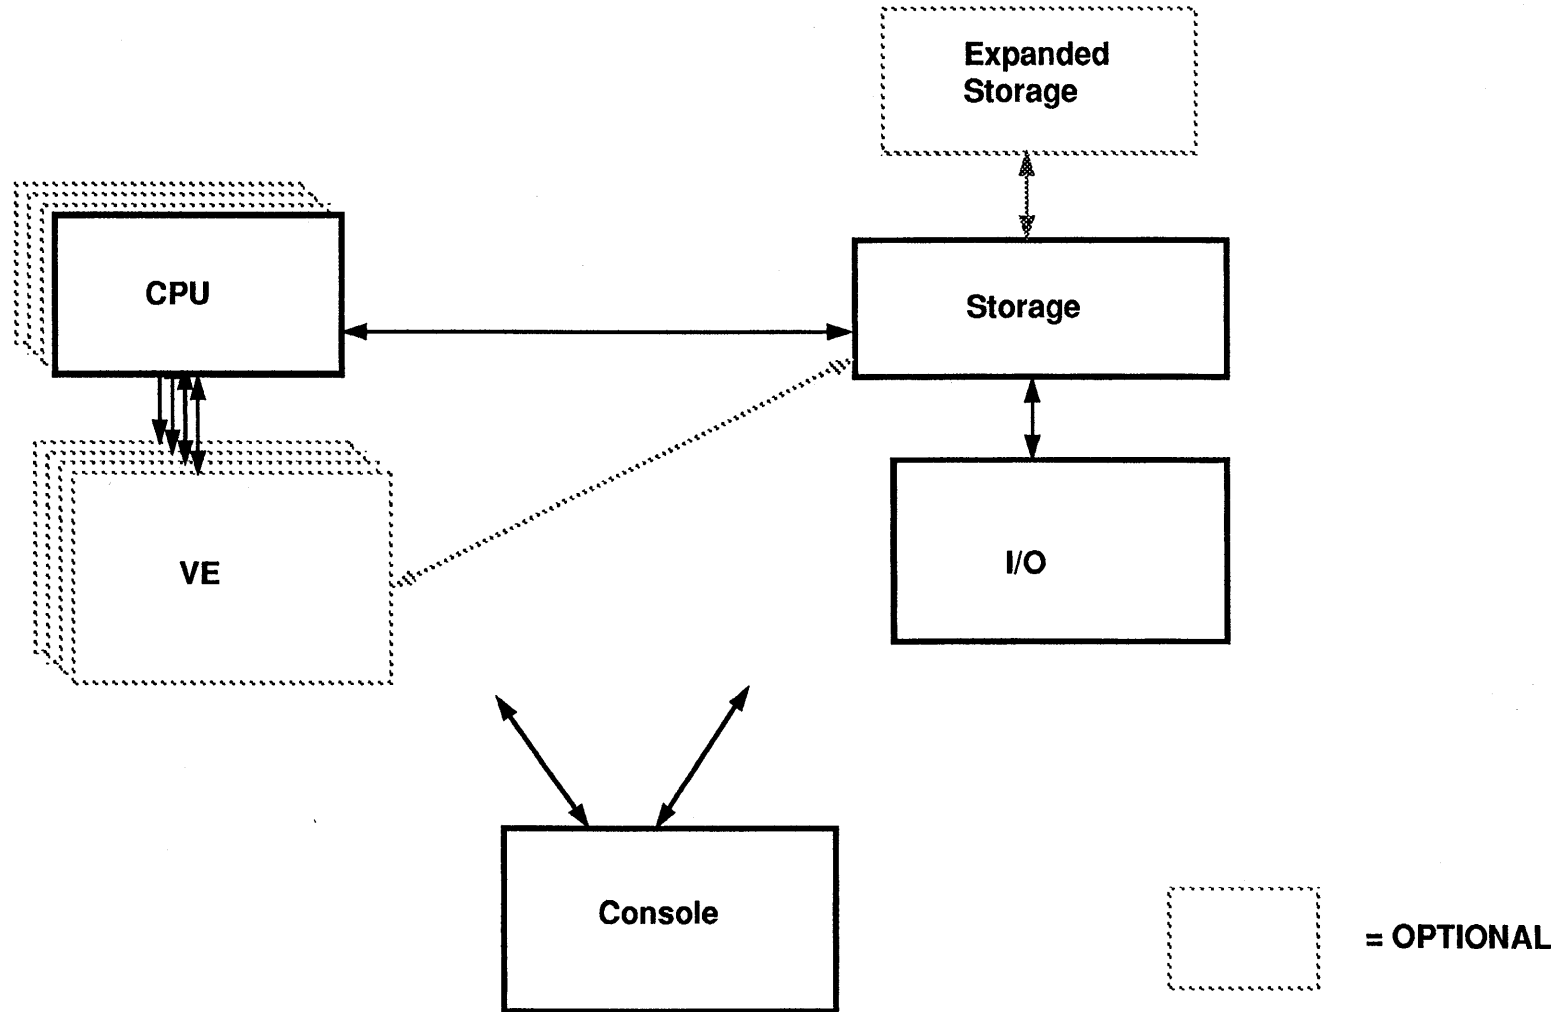 Expanded
Storage
CPU
Storage
VE
I/O
Console
= OPTIONAL